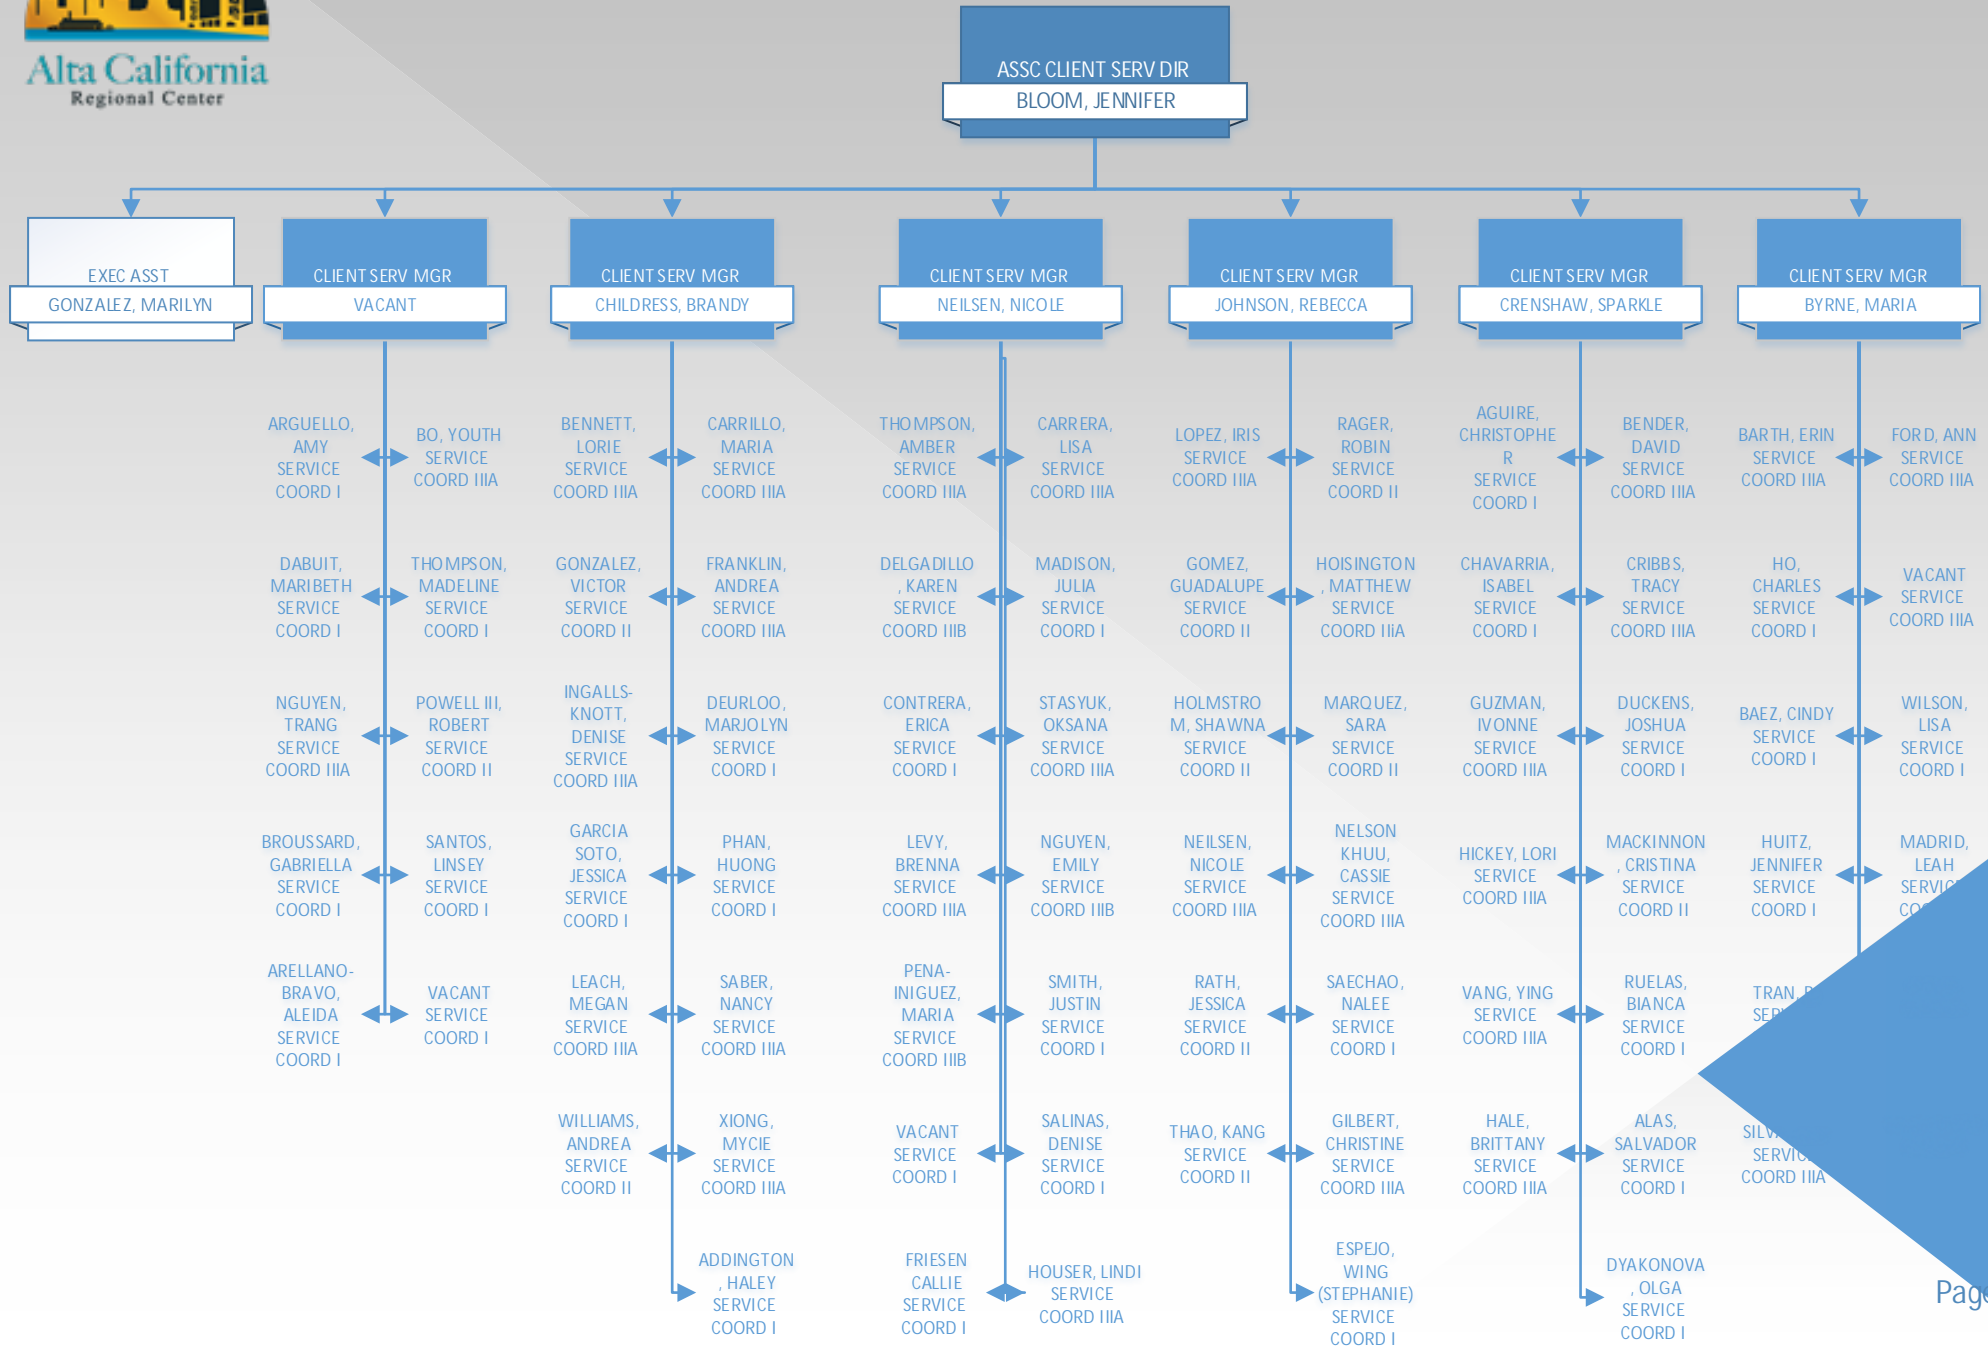 Alta California
Regional Center
ASSC CLIENT SERV DIR
BLOOM, JENNIFER
EXEC ASST
GONZALEZ, MARILYN
CLIENT SERV MGR
VACANT
CLIENT SERV MGR
CHILDRESS, BRANDY
CLIENT SERV MGR
NEILSEN, NICOLE
CLIENT SERV MGR
JOHNSON, REBECCA
CLIENT SERV MGR
CRENSHAW, SPARKLE
CLIENT SERV MGR
BYRNE, MARIA
ARGUELLO,
AMY
SERVICE
COORD I
BO, YOUTH
SERVICE
COORD IIIA
DABUIT,
MARIBETH
SERVICE
COORD I
THOMPSON,
MADELINE
SERVICE
COORD I
NGUYEN,
TRANG
SERVICE
COORD IIIA
POWELL III,
ROBERT
SERVICE
COORD II
BROUSSARD,
GABRIELLA
SERVICE
COORD I
SANTOS,
LINSEY
SERVICE
COORD I
ARELLANO-
BRAVO,
ALEIDA
SERVICE
COORD I
VACANT
SERVICE
COORD I
BENNETT,
LORIE
SERVICE
COORD IIIA
CARRILLO,
MARIA
SERVICE
COORD IIIA
GONZALEZ,
VICTOR
SERVICE
COORD II
FRANKLIN,
ANDREA
SERVICE
COORD IIIA
INGALLS-
KNOTT,
DENISE
SERVICE
COORD IIIA
DEURLOO,
MARJOLYN
SERVICE
COORD I
GARCIA
SOTO,
JESSICA
SERVICE
COORD I
PHAN,
HUONG
SERVICE
COORD I
LEACH,
MEGAN
SERVICE
COORD IIIA
SABER,
NANCY
SERVICE
COORD IIIA
WILLIAMS,
ANDREA
SERVICE
COORD II
XIONG,
MYCIE
SERVICE
COORD IIIA
ADDINGTON
, HALEY
SERVICE
COORD I
THOMPSON,
AMBER
SERVICE
COORD IIIA
CARRERA,
LISA
SERVICE
COORD IIIA
DELGADILLO
, KAREN
SERVICE
COORD IIIB
MADISON,
JULIA
SERVICE
COORD I
CONTRERA,
ERICA
SERVICE
COORD I
STASYUK,
OKSANA
SERVICE
COORD IIIA
LEVY,
BRENNA
SERVICE
COORD IIIA
NGUYEN,
EMILY
SERVICE
COORD IIIB
PENA-
INIGUEZ,
MARIA
SERVICE
COORD IIIB
SMITH,
JUSTIN
SERVICE
COORD I
VACANT
SERVICE
COORD I
SALINAS,
DENISE
SERVICE
COORD I
FRIESEN
CALLIE
SERVICE
COORD I
HOUSER, LINDI
SERVICE
COORD IIIA
LOPEZ, IRIS
SERVICE
COORD IIIA
RAGER,
ROBIN
SERVICE
COORD II
GOMEZ,
GUADALUPE
SERVICE
COORD II
HOISINGTON
, MATTHEW
SERVICE
COORD IIiA
HOLMSTRO
M, SHAWNA
SERVICE
COORD II
MARQUEZ,
SARA
SERVICE
COORD II
NEILSEN,
NICOLE
SERVICE
COORD IIIA
NELSON
KHUU,
CASSIE
SERVICE
COORD IIIA
RATH,
JESSICA
SERVICE
COORD II
SAECHAO,
NALEE
SERVICE
COORD I
THAO, KANG
SERVICE
COORD II
GILBERT,
CHRISTINE
SERVICE
COORD IIIA
ESPEJO,
WING
(STEPHANIE)
SERVICE
COORD I
AGUIRE,
CHRISTOPHE
R
SERVICE
COORD I
BENDER,
DAVID
SERVICE
COORD IIIA
CHAVARRIA,
ISABEL
SERVICE
COORD I
CRIBBS,
TRACY
SERVICE
COORD IIIA
GUZMAN,
IVONNE
SERVICE
COORD IIIA
DUCKENS,
JOSHUA
SERVICE
COORD I
HICKEY, LORI
SERVICE
COORD IIIA
MACKINNON
, CRISTINA
SERVICE
COORD II
VANG, YING
SERVICE
COORD IIIA
RUELAS,
BIANCA
SERVICE
COORD I
HALE,
BRITTANY
SERVICE
COORD IIIA
ALAS,
SALVADOR
SERVICE
COORD I
DYAKONOVA
, OLGA
SERVICE
COORD I
BARTH, ERIN
SERVICE
COORD IIIA
FORD, ANN
SERVICE
COORD IIIA
HO,
CHARLES
SERVICE
COORD I
VACANT
SERVICE
COORD IIIA
BAEZ, CINDY
SERVICE
COORD I
WILSON,
LISA
SERVICE
COORD I
HUITZ,
JENNIFER
SERVICE
COORD I
MADRID,
LEAH
TRAN,
COORD IIIA
Page